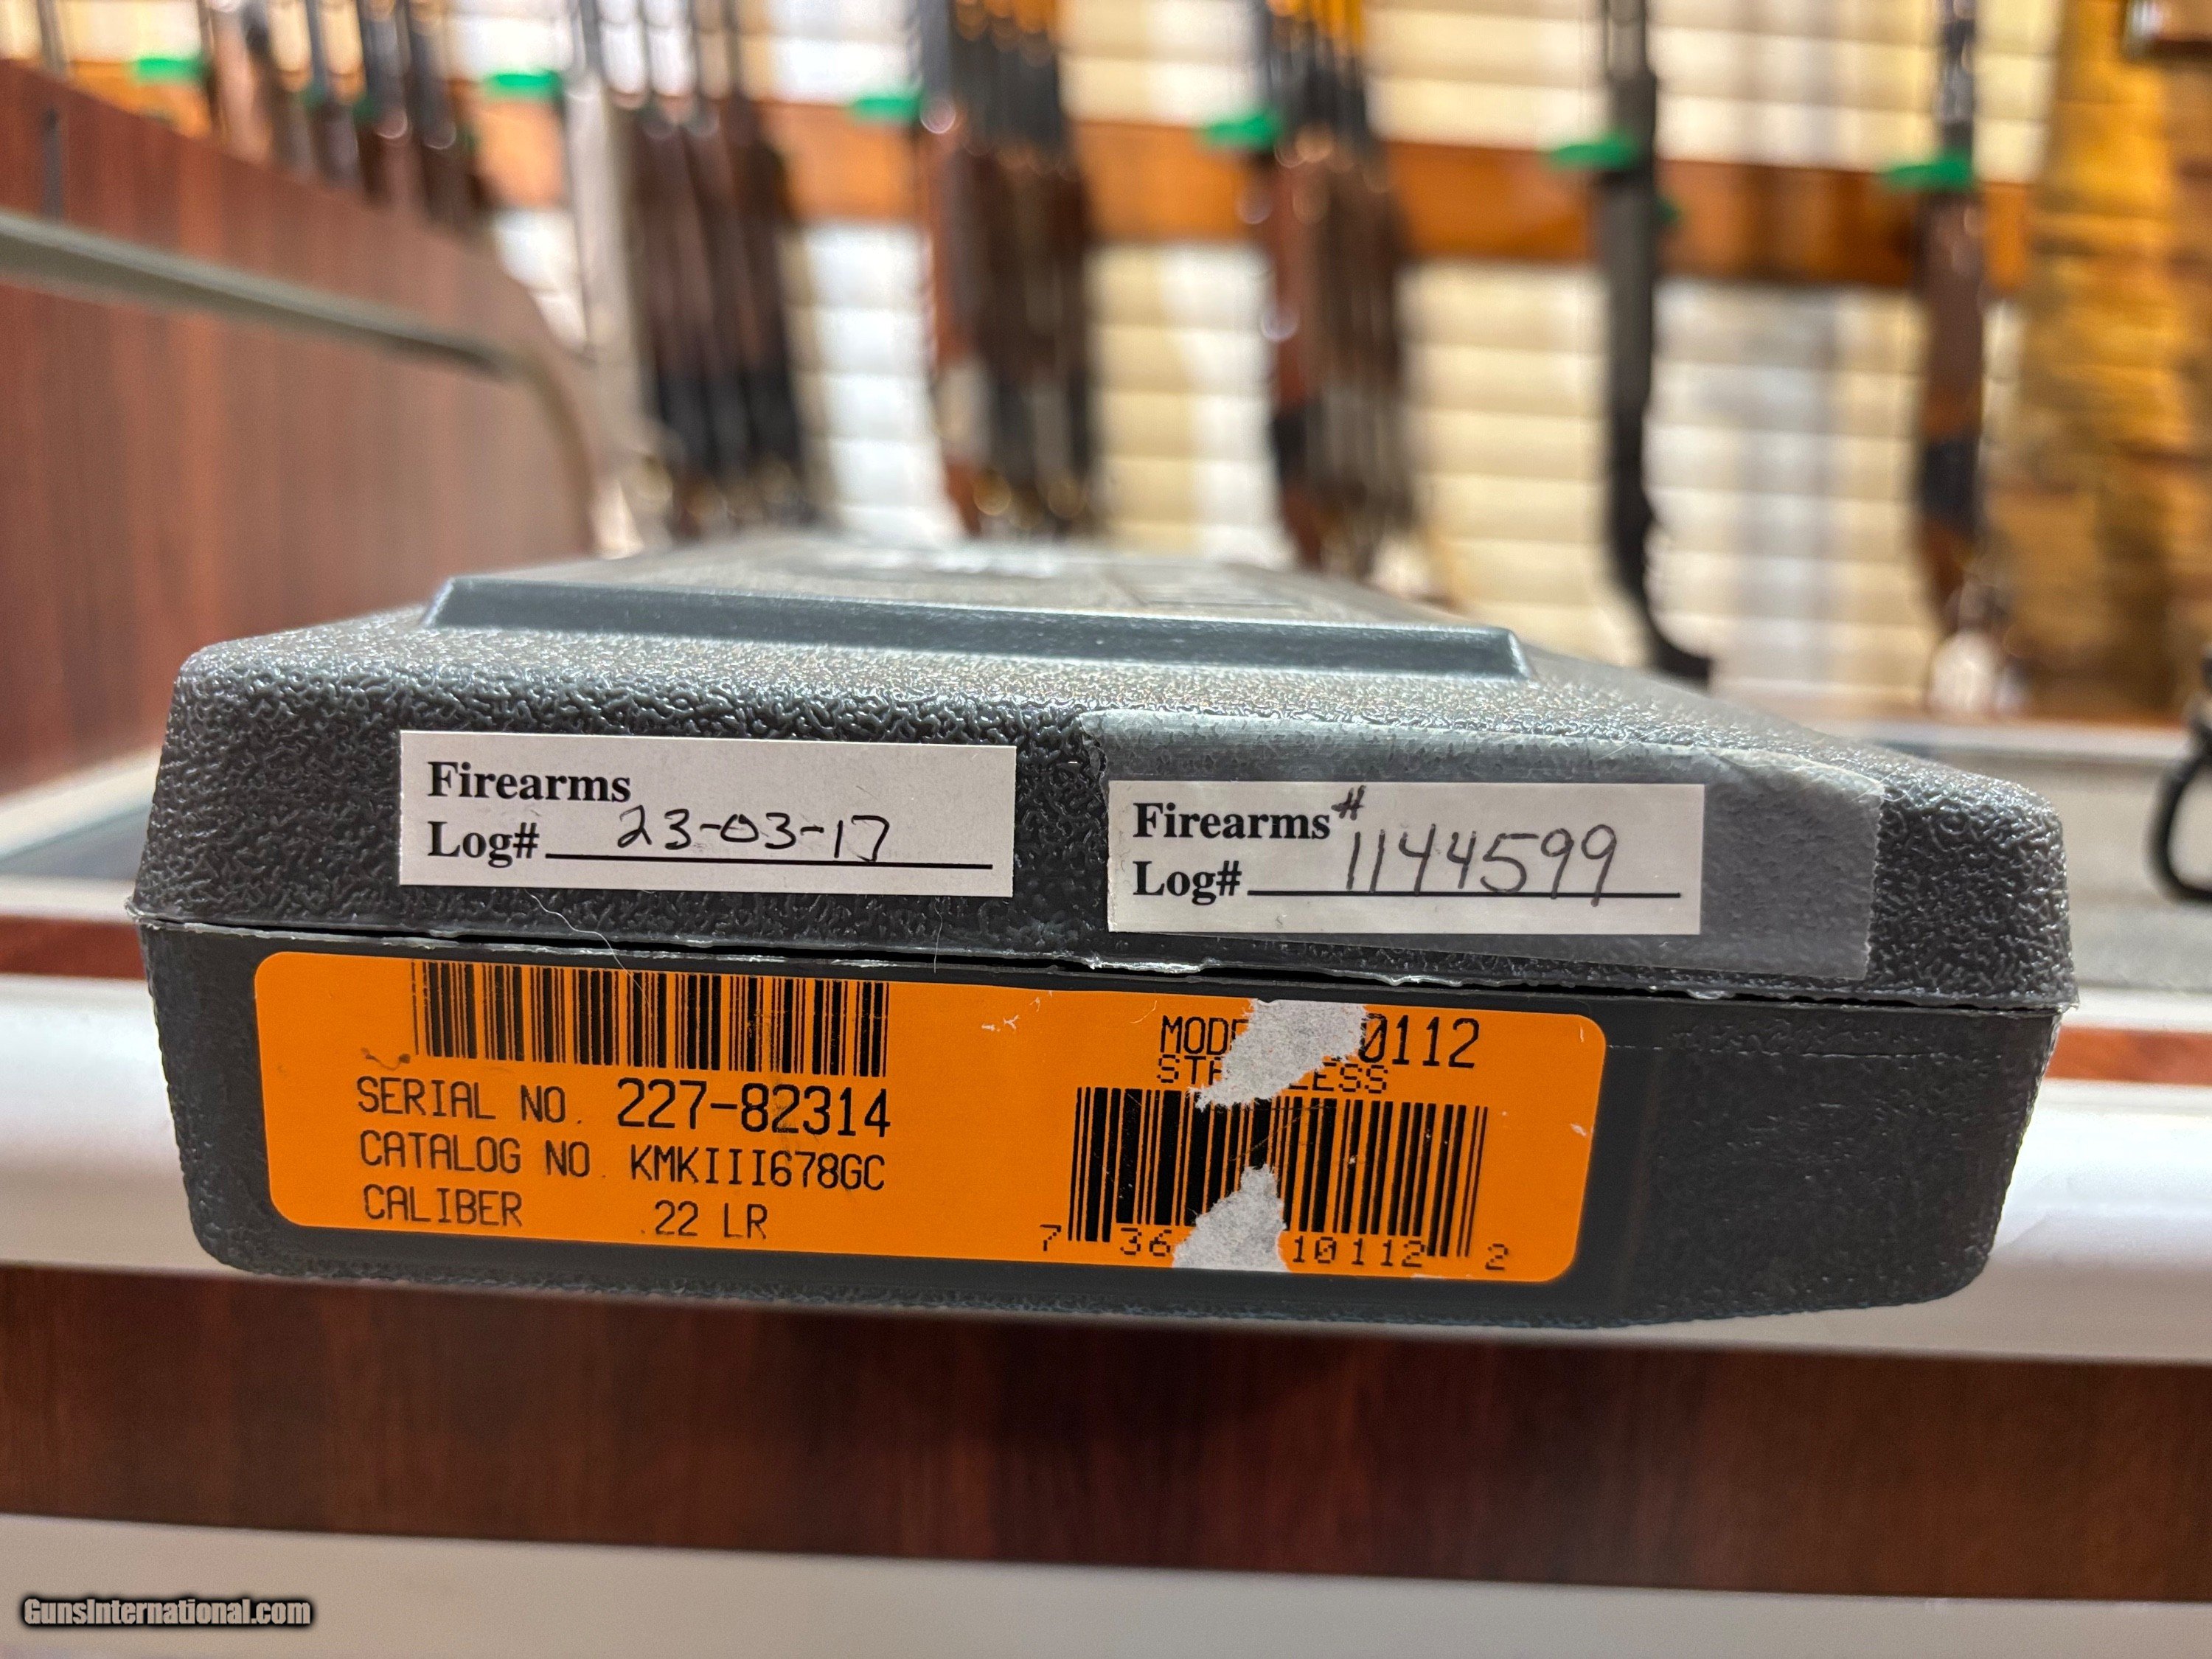 Firearms
Log# 23-03-17
Firearms #
Log# 1144599
SERIAL NO. 227-82314
CATALOG NO. KMKIII678GC
CALIBER .22 LR
0112
7 36 10112 2
GunsInternational.com